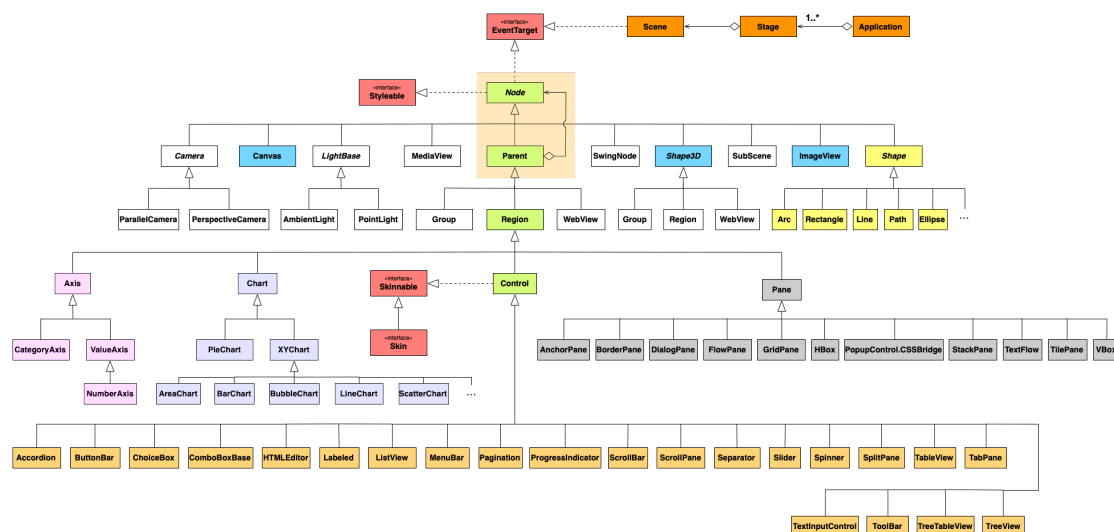 «interface»
EventTarget
Scene
Stage
1..*
Application
«interface»
Styleable
Node
Camera
Canvas
LightBase
MediaView
Parent
SwingNode
Shape3D
SubScene
ImageView
Shape
ParallelCamera
PerspectiveCamera
AmbientLight
PointLight
Group
Region
WebView
Group
Region
WebView
Arc
Rectangle
Line
Path
Ellipse
...
Axis
Chart
«interface»
Skinnable
Control
Pane
CategoryAxis
ValueAxis
PieChart
XYChart
«interface»
Skin
AnchorPane
BorderPane
DialogPane
FlowPane
GridPane
HBox
PopupControl.CSSBridge
StackPane
TextFlow
TilePane
VBox
NumberAxis
AreaChart
BarChart
BubbleChart
LineChart
ScatterChart
...
Accordion
ButtonBar
ChoiceBox
ComboBoxBase
HTMLEditor
Labeled
ListView
MenuBar
Pagination
ProgressIndicator
ScrollBar
ScrollPane
Separator
Slider
Spinner
SplitPane
TableView
TabPane
TextInputControl
ToolBar
TreeTableView
TreeView